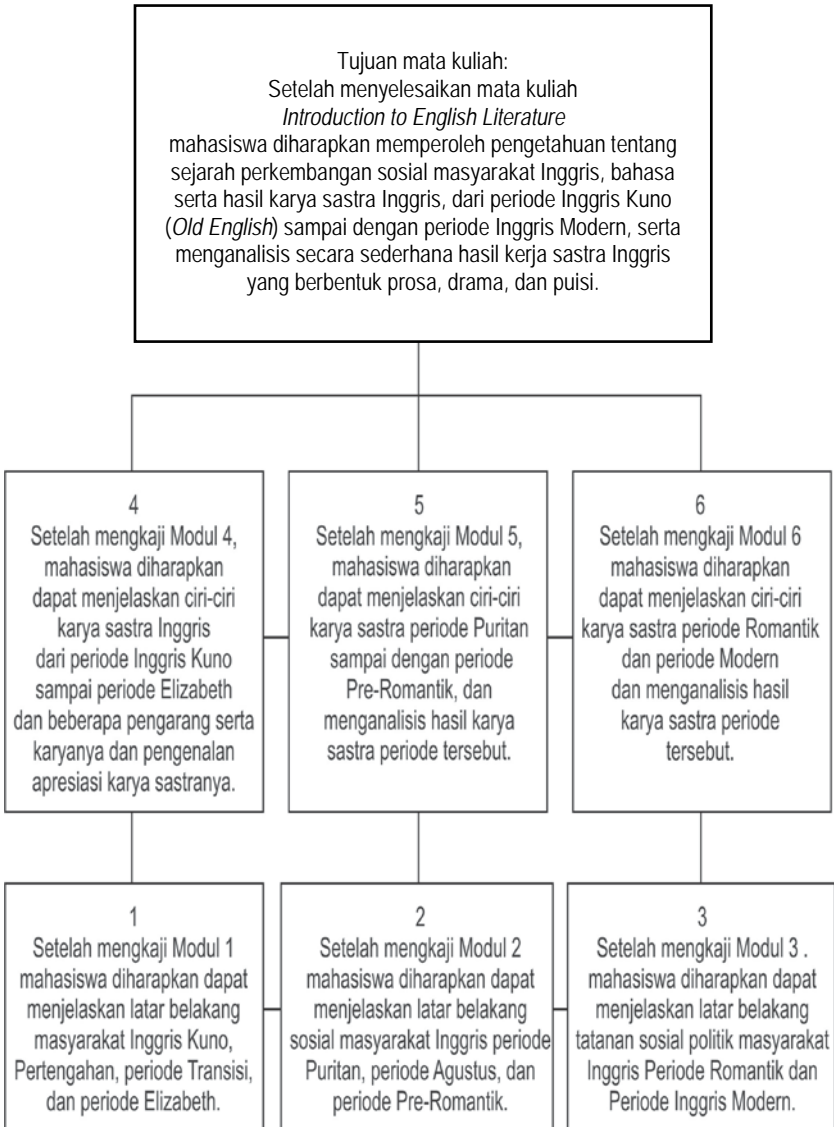 Tujuan mata kuliah:
Setelah menyelesaikan mata kuliah
Introduction to English Literature
mahasiswa diharapkan memperoleh pengetahuan tentang
sejarah perkembangan sosial masyarakat Inggris, bahasa
serta hasil karya sastra Inggris, dari periode Inggris Kuno
(Old English) sampai dengan periode Inggris Modern, serta
menganalisis secara sederhana hasil kerja sastra Inggris
yang berbentuk prosa, drama, dan puisi.
4
Setelah mengkaji Modul 4,
mahasiswa diharapkan
dapat menjelaskan ciri-ciri
karya sastra Inggris
dari periode Inggris Kuno
sampai periode Elizabeth
dan beberapa pengarang serta
karyanya dan pengenalan
apresiasi karya sastranya.
5
Setelah mengkaji Modul 5,
mahasiswa diharapkan
dapat menjelaskan ciri-ciri
karya sastra periode Puritan
sampai dengan periode
Pre-Romantik, dan
menganalisis hasil karya
sastra periode tersebut.
6
Setelah mengkaji Modul 6
mahasiswa diharapkan
dapat menjelaskan ciri-ciri
karya sastra periode Romantik
dan periode Modern
dan menganalisis hasil
karya sastra periode
tersebut.
1
Setelah mengkaji Modul 1
mahasiswa diharapkan dapat
menjelaskan latar belakang
masyarakat Inggris Kuno,
Pertengahan, periode Transisi,
dan periode Elizabeth.
2
Setelah mengkaji Modul 2
mahasiswa diharapkan dapat
menjelaskan latar belakang
sosial masyarakat Inggris periode
Puritan, periode Agustus, dan
periode Pre-Romantik.
3
Setelah mengkaji Modul 3 .
mahasiswa diharapkan dapat
menjelaskan latar belakang
tatanan sosial politik masyarakat
Inggris Periode Romantik dan
Periode Inggris Modern.